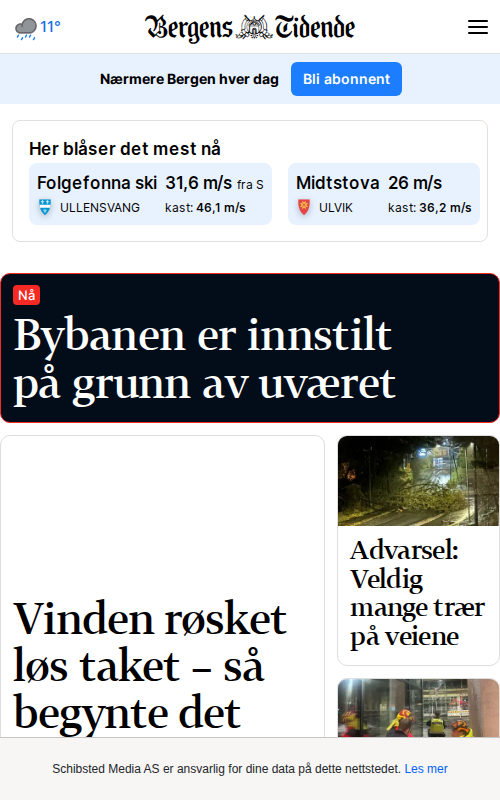 11°
Bergens Tidende
Nærmere Bergen hver dag
Bli abonnent
Her blåser det mest nå
Folgefonna ski 31,6 m/s fra S
ULLENSVANG kast: 46,1 m/s
Midtstova 26 m/s
ULVIK kast: 36,2 m/s
Nå
Bybanen er innstilt
på grunn av uværet
Vinden røsket
løs taket – så
begynte det
Advarsel:
Veldig
mange trær
på veiene
Schibsted Media AS er ansvarlig for dine data på dette nettstedet. Les mer